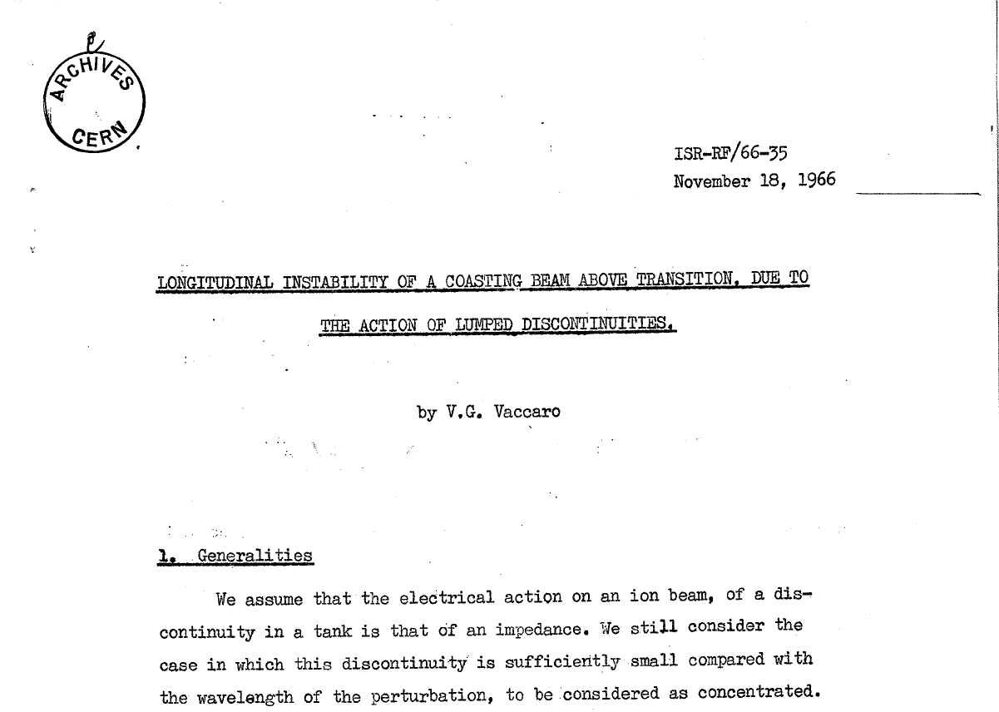 ARCHIVES
CERN
ISR-RF/66-35
November 18, 1966
LONGITUDINAL INSTABILITY OF A COASTING BEAM ABOVE TRANSITION, DUE TO
THE ACTION OF LUMPED DISCONTINUITIES.
by V.G. Vaccaro
1. Generalities
We assume that the electrical action on an ion beam, of a dis-
continuity in a tank is that of an impedance. We still consider the
case in which this discontinuity is sufficiently small compared with
the wavelength of the perturbation, to be considered as concentrated.